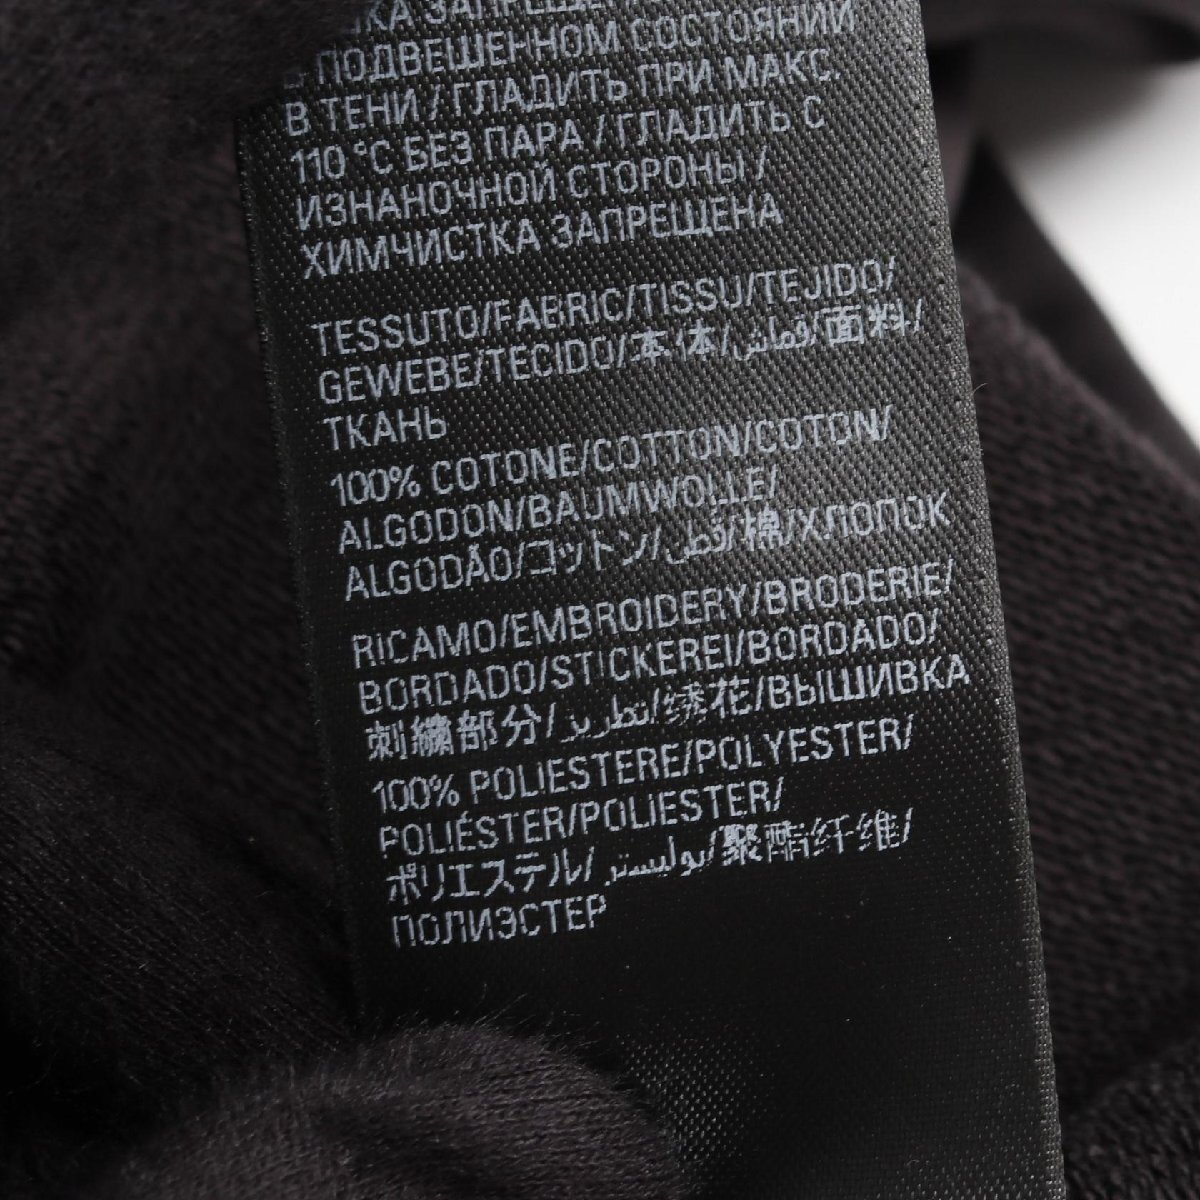 ЗАПРЕЩЕНА
В ПОДВЕШЕННОМ СОСТОЯНИИ
В ТЕНИ / ГЛАДИТЬ ПРИ МАКС.
110 °C БЕЗ ПАРА / ГЛАДИТЬ С
ИЗНАНОЧНОЙ СТОРОНЫ /
ХИМЧИСТКА ЗАПРЕЩЕНА
TESSUTO/FABRIC/TISSU/TEJIDO/
GEWEBE/TECIDO/本体/قماش/面料/
ТКАНЬ
100% COTONE/COTTON/COTON/
ALGODON/BAUMWOLLE/
ALGODÃO/コットン/قطن/棉/ХЛОПОК
RICAMO/EMBROIDERY/BRODERIE/
BORDADO/STICKEREI/BORDADO/
刺繍部分/تطريز/绣花/ВЫШИВКА
100% POLIESTERE/POLYESTER/
POLIÉSTER/POLIESTER/
ポリエステル/بوليستر/聚酯纤维/
ПОЛИЭСТЕР